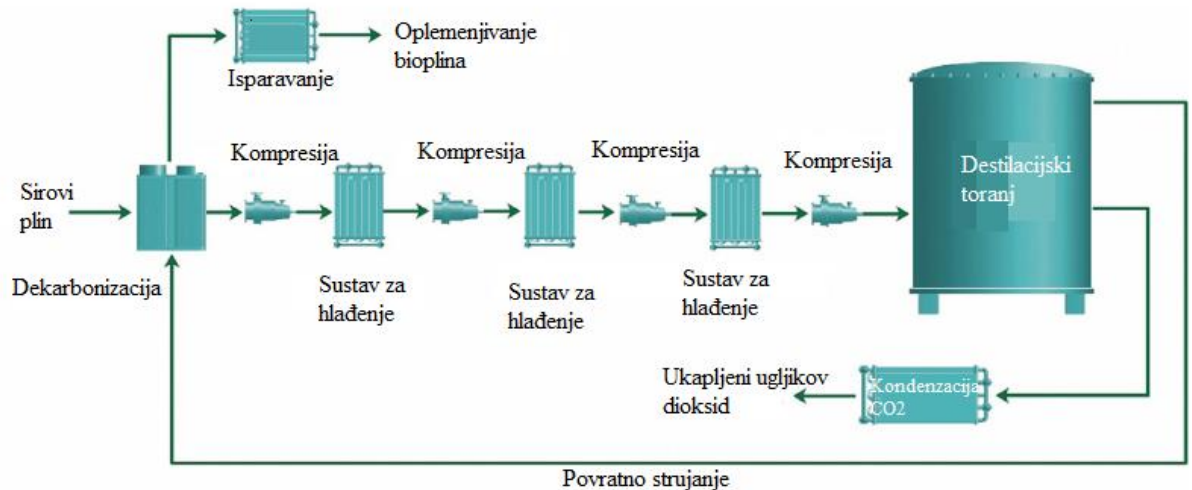 Oplemenjivanje
bioplina
Isparavanje
Kompresija
Kompresija
Kompresija
Kompresija
Destilacijski
toranj
Sirovi
plin
Dekarbonizacija
Sustav za
hlađenje
Sustav za
hlađenje
Sustav za
hlađenje
Ukapljeni ugljikov
dioksid
Kondenzacija
CO2
Povratno strujanje